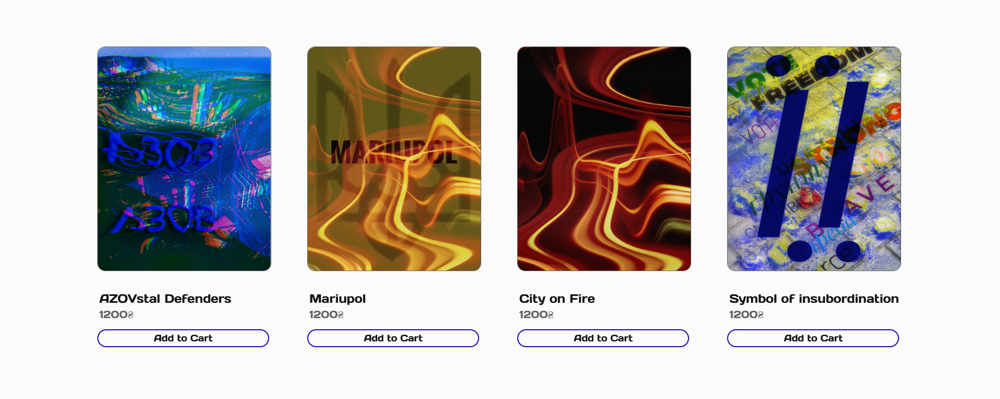 АЗОВ
АЗОВ
AZOVstal Defenders
1200₴
Add to Cart
MARIUPOL
Mariupol
1200₴
Add to Cart
City on Fire
1200₴
Add to Cart
VOTE
FREEDOM
VOTE
STRONG
BRAVE
Symbol of insubordination
1200₴
Add to Cart